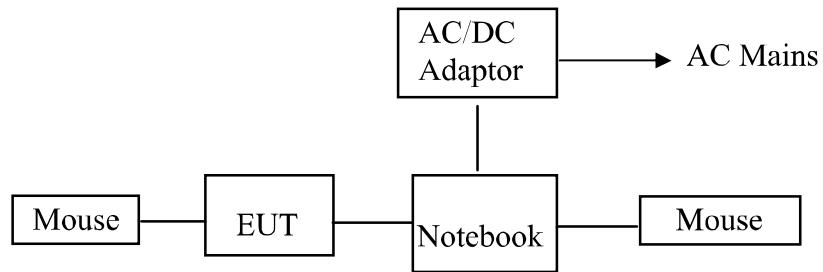 AC/DC
Adaptor
AC Mains
Mouse
EUT
Notebook
Mouse